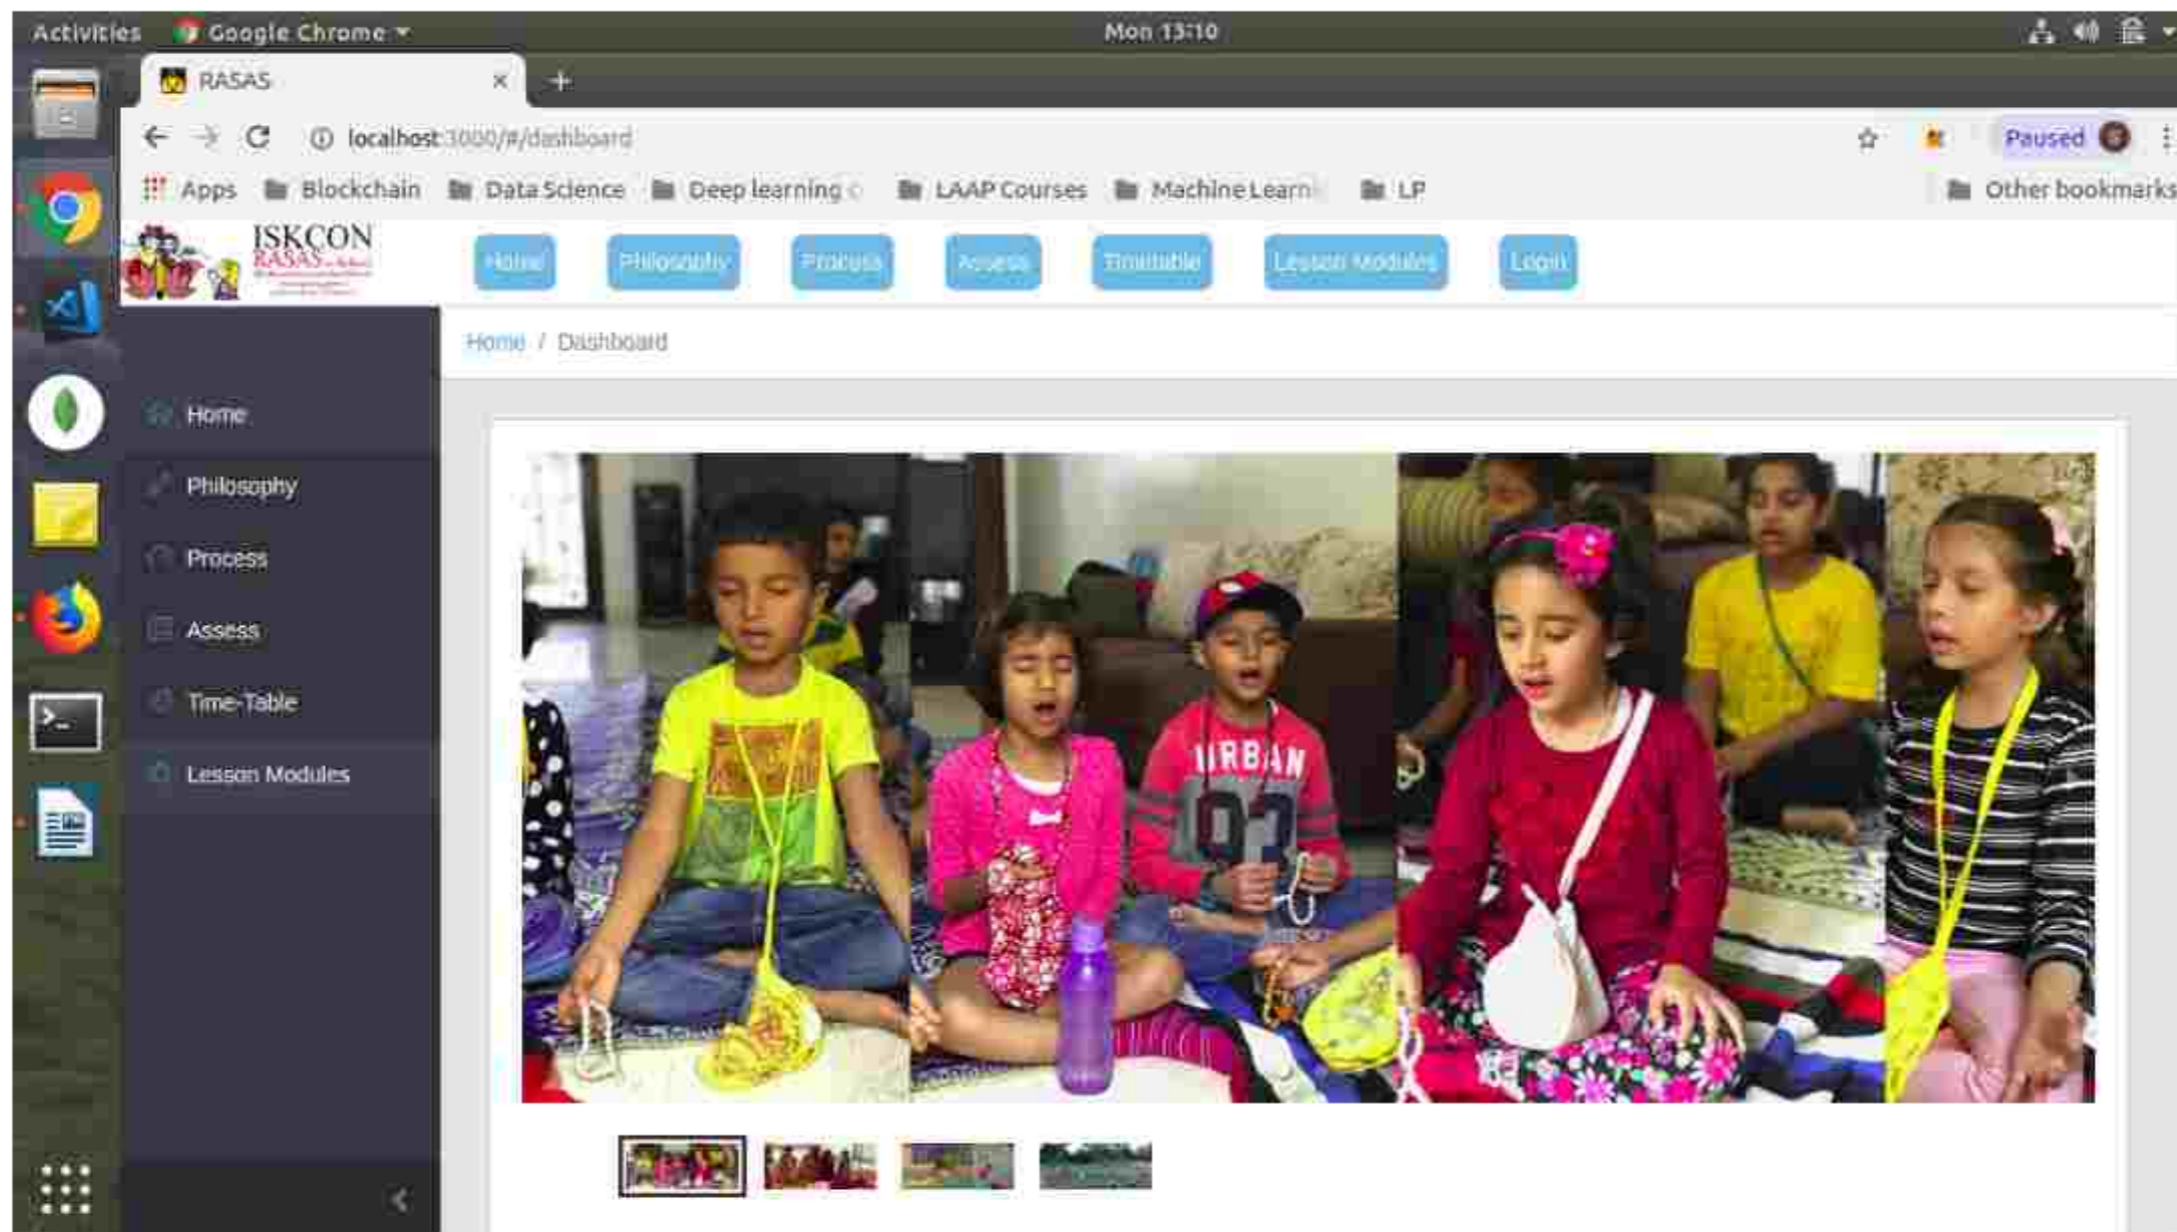 Activities Google Chrome Mon 13:10
RASAS
localhost:3000/#/dashboard Paused
Apps Blockchain Data Science Deep learning LAAP Courses Machine Learni LP Other bookmarks
ISKCON
RASAS
Home Philosophy Process Assess Timetable Lesson Modules Login
Home / Dashboard
Home
Philosophy
Process
Assess
Time-Table
Lesson Modules
URBAN
93